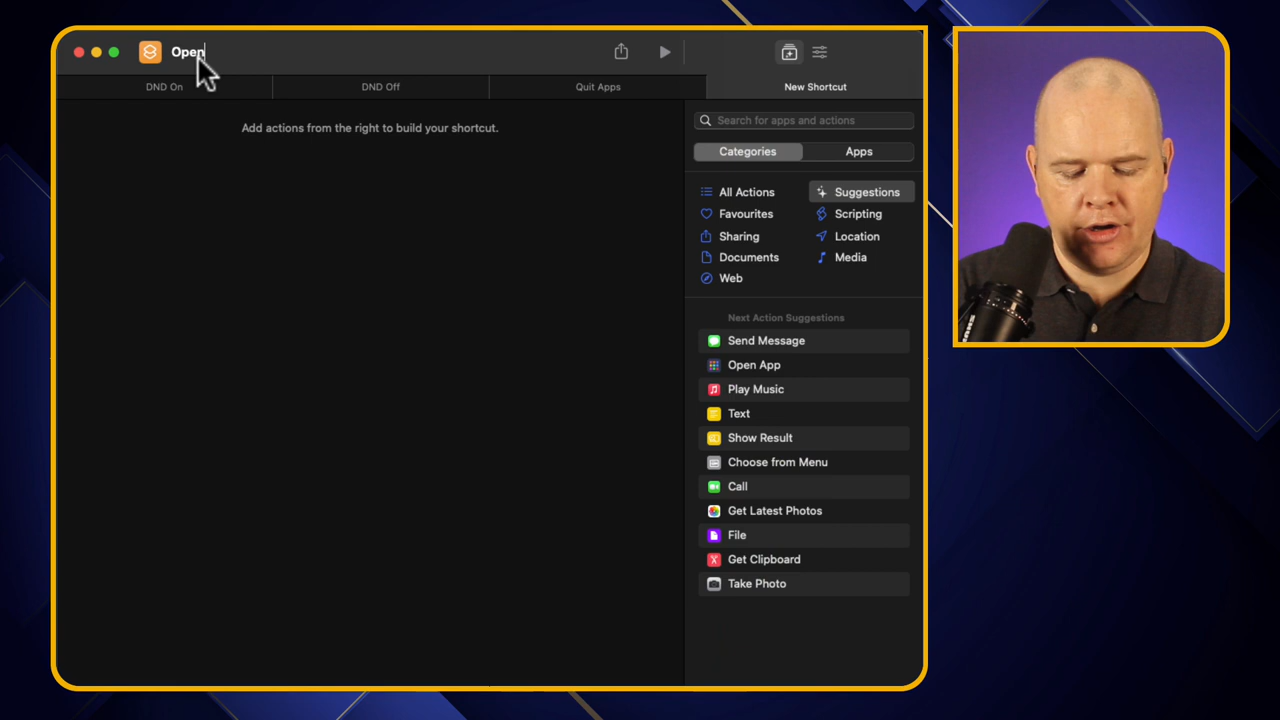 Open
DND On
DND Off
Quit Apps
New Shortcut
Add actions from the right to build your shortcut.
Search for apps and actions
Categories
Apps
All Actions
Suggestions
Favourites
Scripting
Sharing
Location
Documents
Media
Web
Next Action Suggestions
Send Message
Open App
Play Music
Text
Show Result
Choose from Menu
Call
Get Latest Photos
File
Get Clipboard
Take Photo